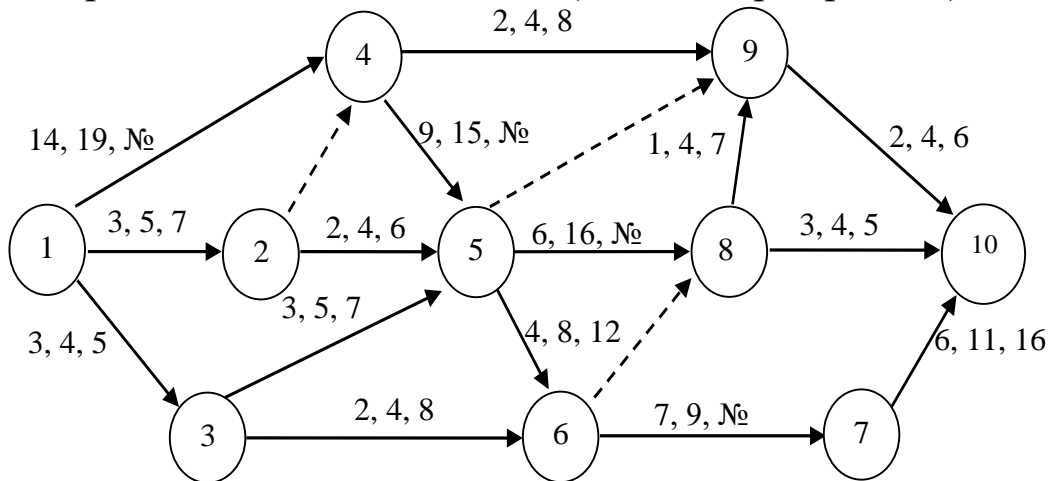 2, 4, 8
4
9
14, 19, №
9, 15, №
1, 4, 7
2, 4, 6
1
3, 5, 7
2
2, 4, 6
5
6, 16, №
8
3, 4, 5
10
3, 5, 7
3, 4, 5
4, 8, 12
6, 11, 16
3
2, 4, 8
6
7, 9, №
7